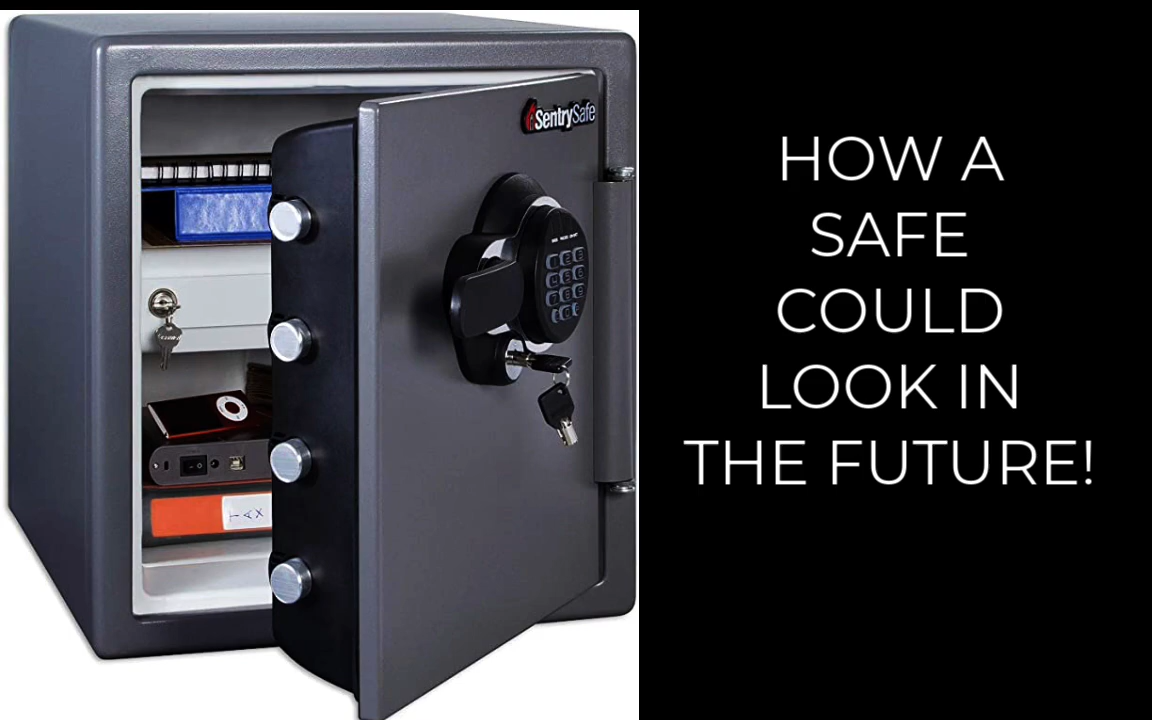 SentrySafe
TAX
HOW A
SAFE
COULD
LOOK IN
THE FUTURE!